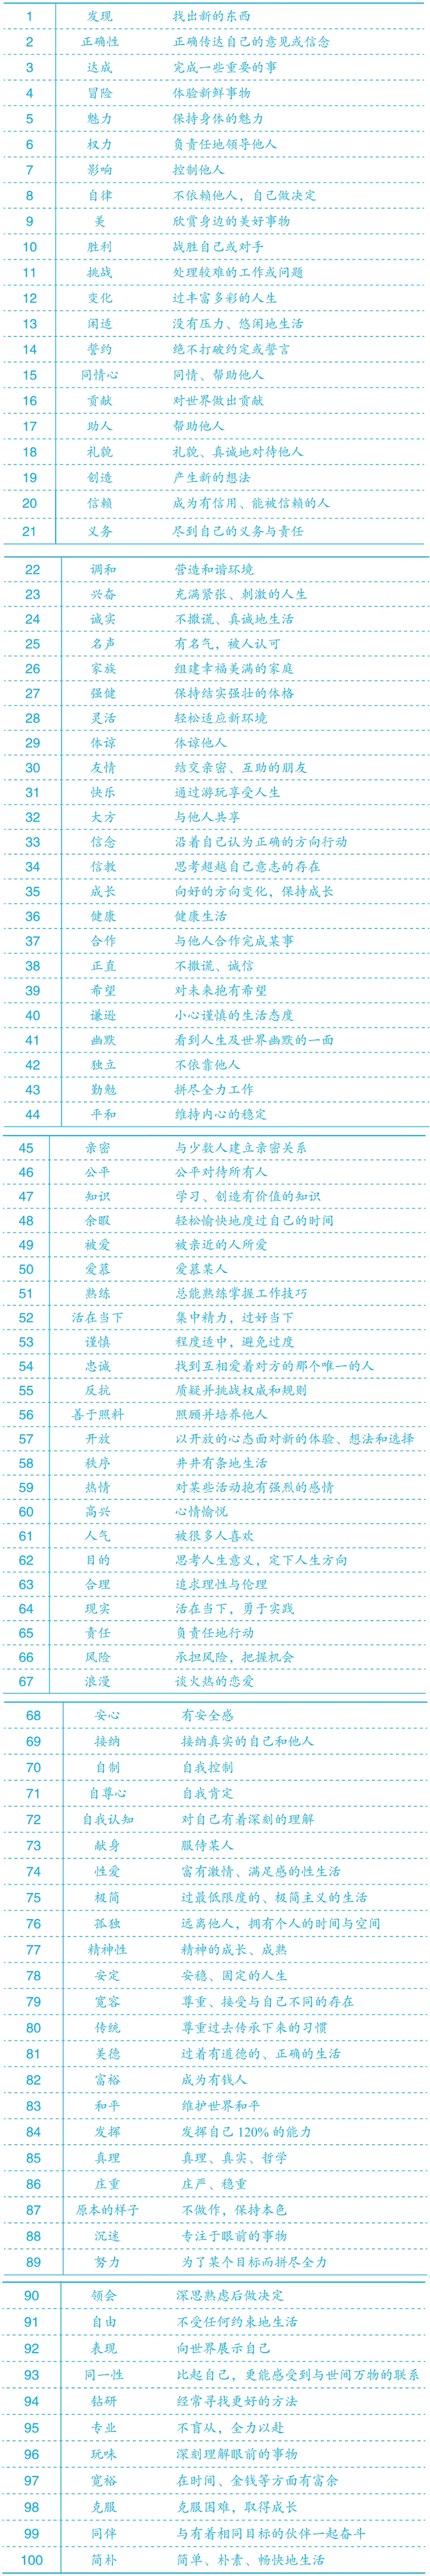 1 发现 找出新的东西
2 正确性 正确传达自己的意见或信念
3 达成 完成一些重要的事
4 冒险 体验新鲜事物
5 魅力 保持身体的魅力
6 权力 负责任地领导他人
7 影响 控制他人
8 自律 不依赖他人，自己做决定
9 美 欣赏身边的美好事物
10 胜利 战胜自己或对手
11 挑战 处理较难的工作或问题
12 变化 过丰富多彩的人生
13 闲适 没有压力、悠闲地生活
14 誓约 绝不打破约定或誓言
15 同情心 同情、帮助他人
16 贡献 对世界做出贡献
17 助人 帮助他人
18 礼貌 礼貌、真诚地对待他人
19 创造 产生新的想法
20 信赖 成为有信用、能被信赖的人
21 义务 尽到自己的义务与责任
22 调和 营造和谐环境
23 兴奋 充满紧张、刺激的人生
24 诚实 不撒谎、真诚地生活
25 名声 有名气，被人认可
26 家族 组建幸福美满的家庭
27 强健 保持结实强壮的体格
28 灵活 轻松适应新环境
29 体谅 体谅他人
30 友情 结交亲密、互助的朋友
31 快乐 通过游玩享受人生
32 大方 与他人共享
33 信念 沿着自己认为正确的方向行动
34 信教 思考超越自己意志的存在
35 成长 向好的方向变化，保持成长
36 健康 健康生活
37 合作 与他人合作完成某事
38 正直 不撒谎、诚信
39 希望 对未来抱有希望
40 谦逊 小心谨慎的生活态度
41 幽默 看到人生及世界幽默的一面
42 独立 不依靠他人
43 勤勉 拼尽全力工作
44 平和 维持内心的稳定
45 亲密 与少数人建立亲密关系
46 公平 公平对待所有人
47 知识 学习、创造有价值的知识
48 余暇 轻松愉快地度过自己的时间
49 被爱 被亲近的人所爱
50 爱慕 爱慕某人
51 熟练 总能熟练掌握工作技巧
52 活在当下 集中精力，过好当下
53 谨慎 程度适中，避免过度
54 忠诚 找到互相爱着对方的那个唯一的人
55 反抗 质疑并挑战权威和规则
56 善于照料 照顾并培养他人
57 开放 以开放的心态面对新的体验、想法和选择
58 秩序 井井有条地生活
59 热情 对某些活动抱有强烈的感情
60 高兴 心情愉悦
61 人气 被很多人喜欢
62 目的 思考人生意义，定下人生方向
63 合理 追求理性与伦理
64 现实 活在当下，勇于实践
65 责任 负责任地行动
66 风险 承担风险，把握机会
67 浪漫 谈火热的恋爱
68 安心 有安全感
69 接纳 接纳真实的自己和他人
70 自制 自我控制
71 自尊心 自我肯定
72 自我认知 对自己有着深刻的理解
73 献身 服侍某人
74 性爱 富有激情、满足感的性生活
75 极简 过最低限度的、极简主义的生活
76 孤独 远离他人，拥有个人的时间与空间
77 精神性 精神的成长、成熟
78 安定 安稳、固定的人生
79 宽容 尊重、接受与自己不同的存在
80 传统 尊重过去传承下来的习惯
81 美德 过着有道德的、正确的生活
82 富裕 成为有钱人
83 和平 维护世界和平
84 发挥 发挥自己120%的能力
85 真理 真理、真实、哲学
86 庄重 庄严、稳重
87 原本的样子 不做作，保持本色
88 沉迷 专注于眼前的事物
89 努力 为了某个目标而拼尽全力
90 领会 深思熟虑后做决定
91 自由 不受任何约束地生活
92 表现 向世界展示自己
93 同一性 比起自己，更能感受到与世间万物的联系
94 钻研 经常寻找更好的方法
95 专业 不盲从，全力以赴
96 玩味 深刻理解眼前的事物
97 宽裕 在时间、金钱等方面有富余
98 克服 克服困难，取得成长
99 同伴 与有着相同目标的伙伴一起奋斗
100 简朴 简单、朴素、畅快地生活